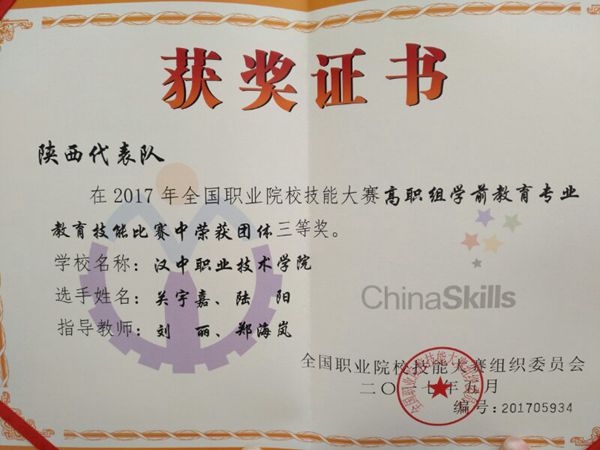 获奖证书
陕西代表队
在2017年全国职业院校技能大赛高职组学前教育专业
教育技能比赛中荣获团体三等奖。
学校名称：汉中职业技术学院
选手姓名：关宇嘉、陆 阳
指导教师：刘 丽、郑海岚
ChinaSkills
全国职业院校技能大赛组织委员会
二〇一七年五月
编号：201705934